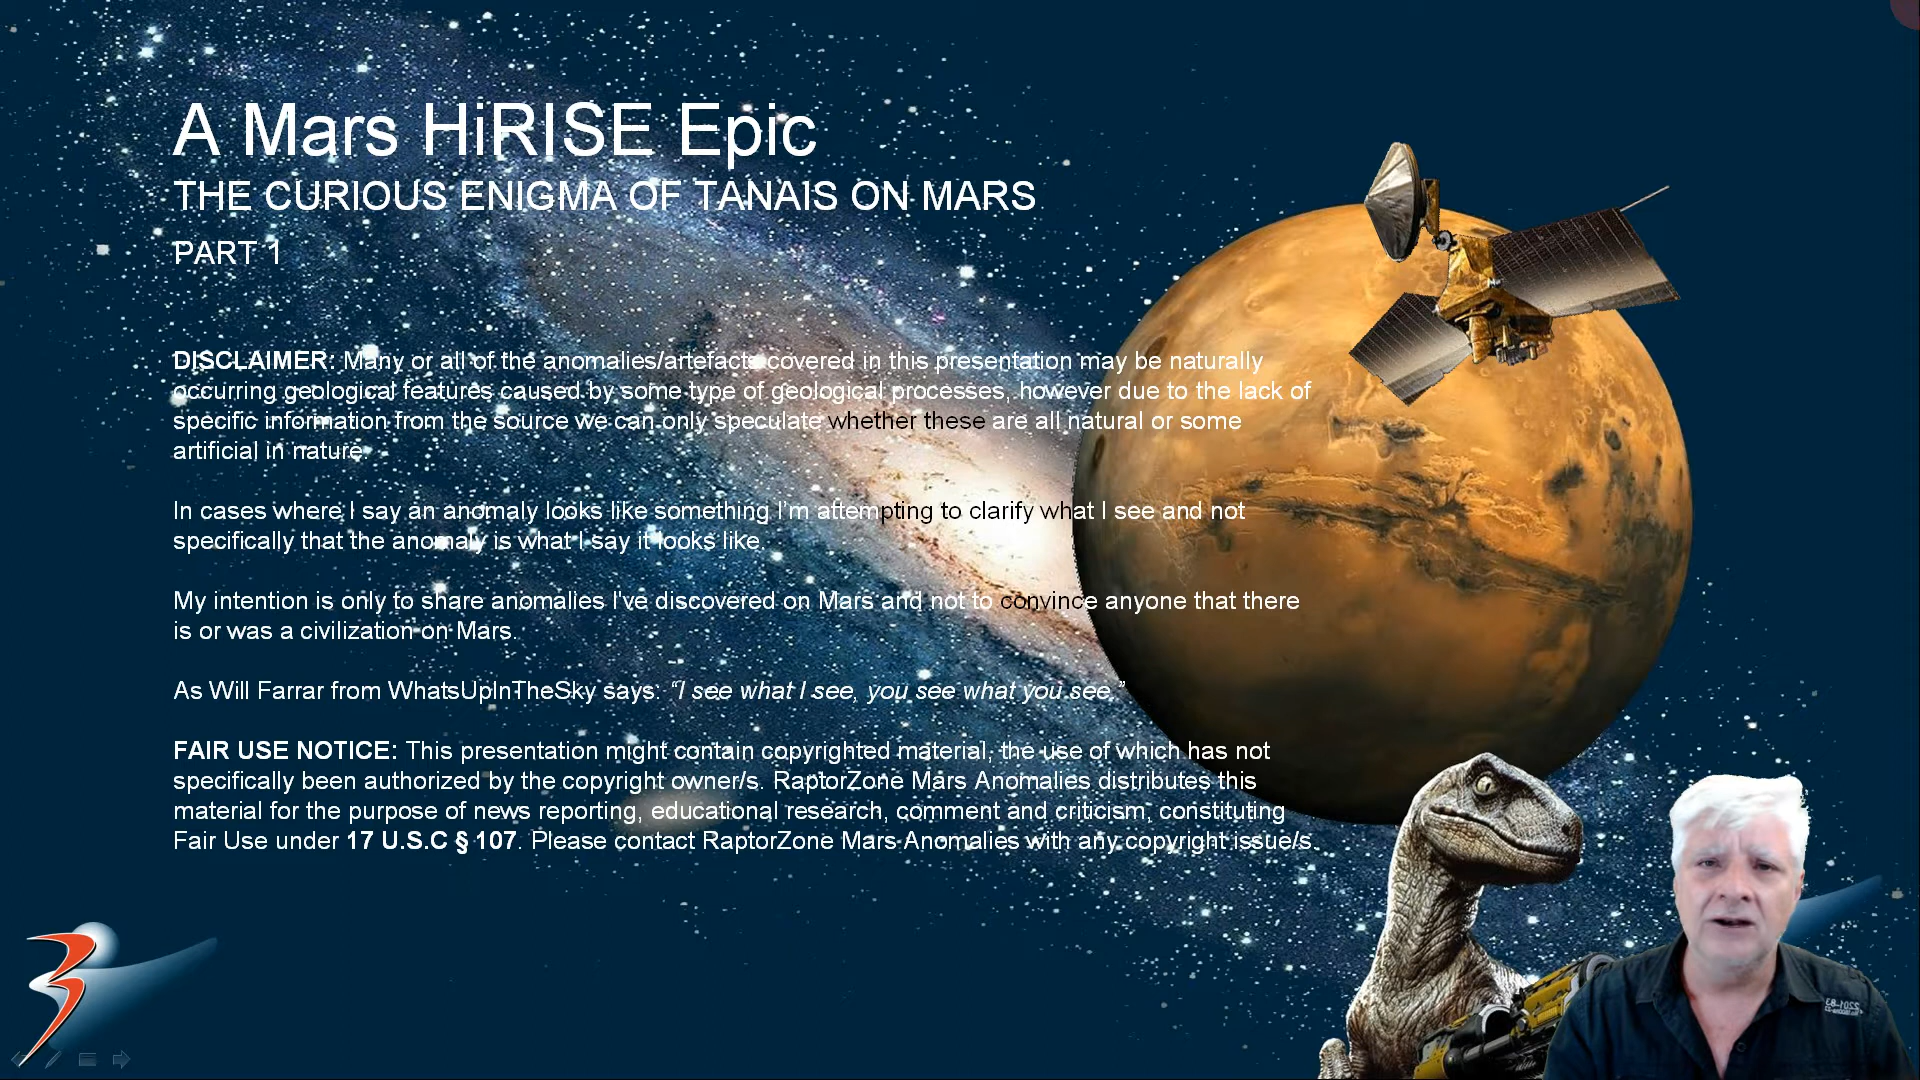 A Mars HiRISE Epic
THE CURIOUS ENIGMA OF TANAIS ON MARS
PART 1
DISCLAIMER: Many or all of the anomalies/artefacts covered in this presentation may be naturally
occurring geological features caused by some type of geological processes, however due to the lack of
specific information from the source we can only speculate whether these are all natural or some
artificial in nature.
In cases where I say an anomaly looks like something I'm attempting to clarify what I see and not
specifically that the anomaly is what I say it looks like.
My intention is only to share anomalies I've discovered on Mars and not to convince anyone that there
is or was a civilization on Mars.
As Will Farrar from WhatsUpInTheSky says: “I see what I see, you see what you see.”
FAIR USE NOTICE: This presentation might contain copyrighted material, the use of which has not
specifically been authorized by the copyright owner/s. RaptorZone Mars Anomalies distributes this
material for the purpose of news reporting, educational research, comment and criticism, constituting
Fair Use under 17 U.S.C § 107. Please contact RaptorZone Mars Anomalies with any copyright issue/s.